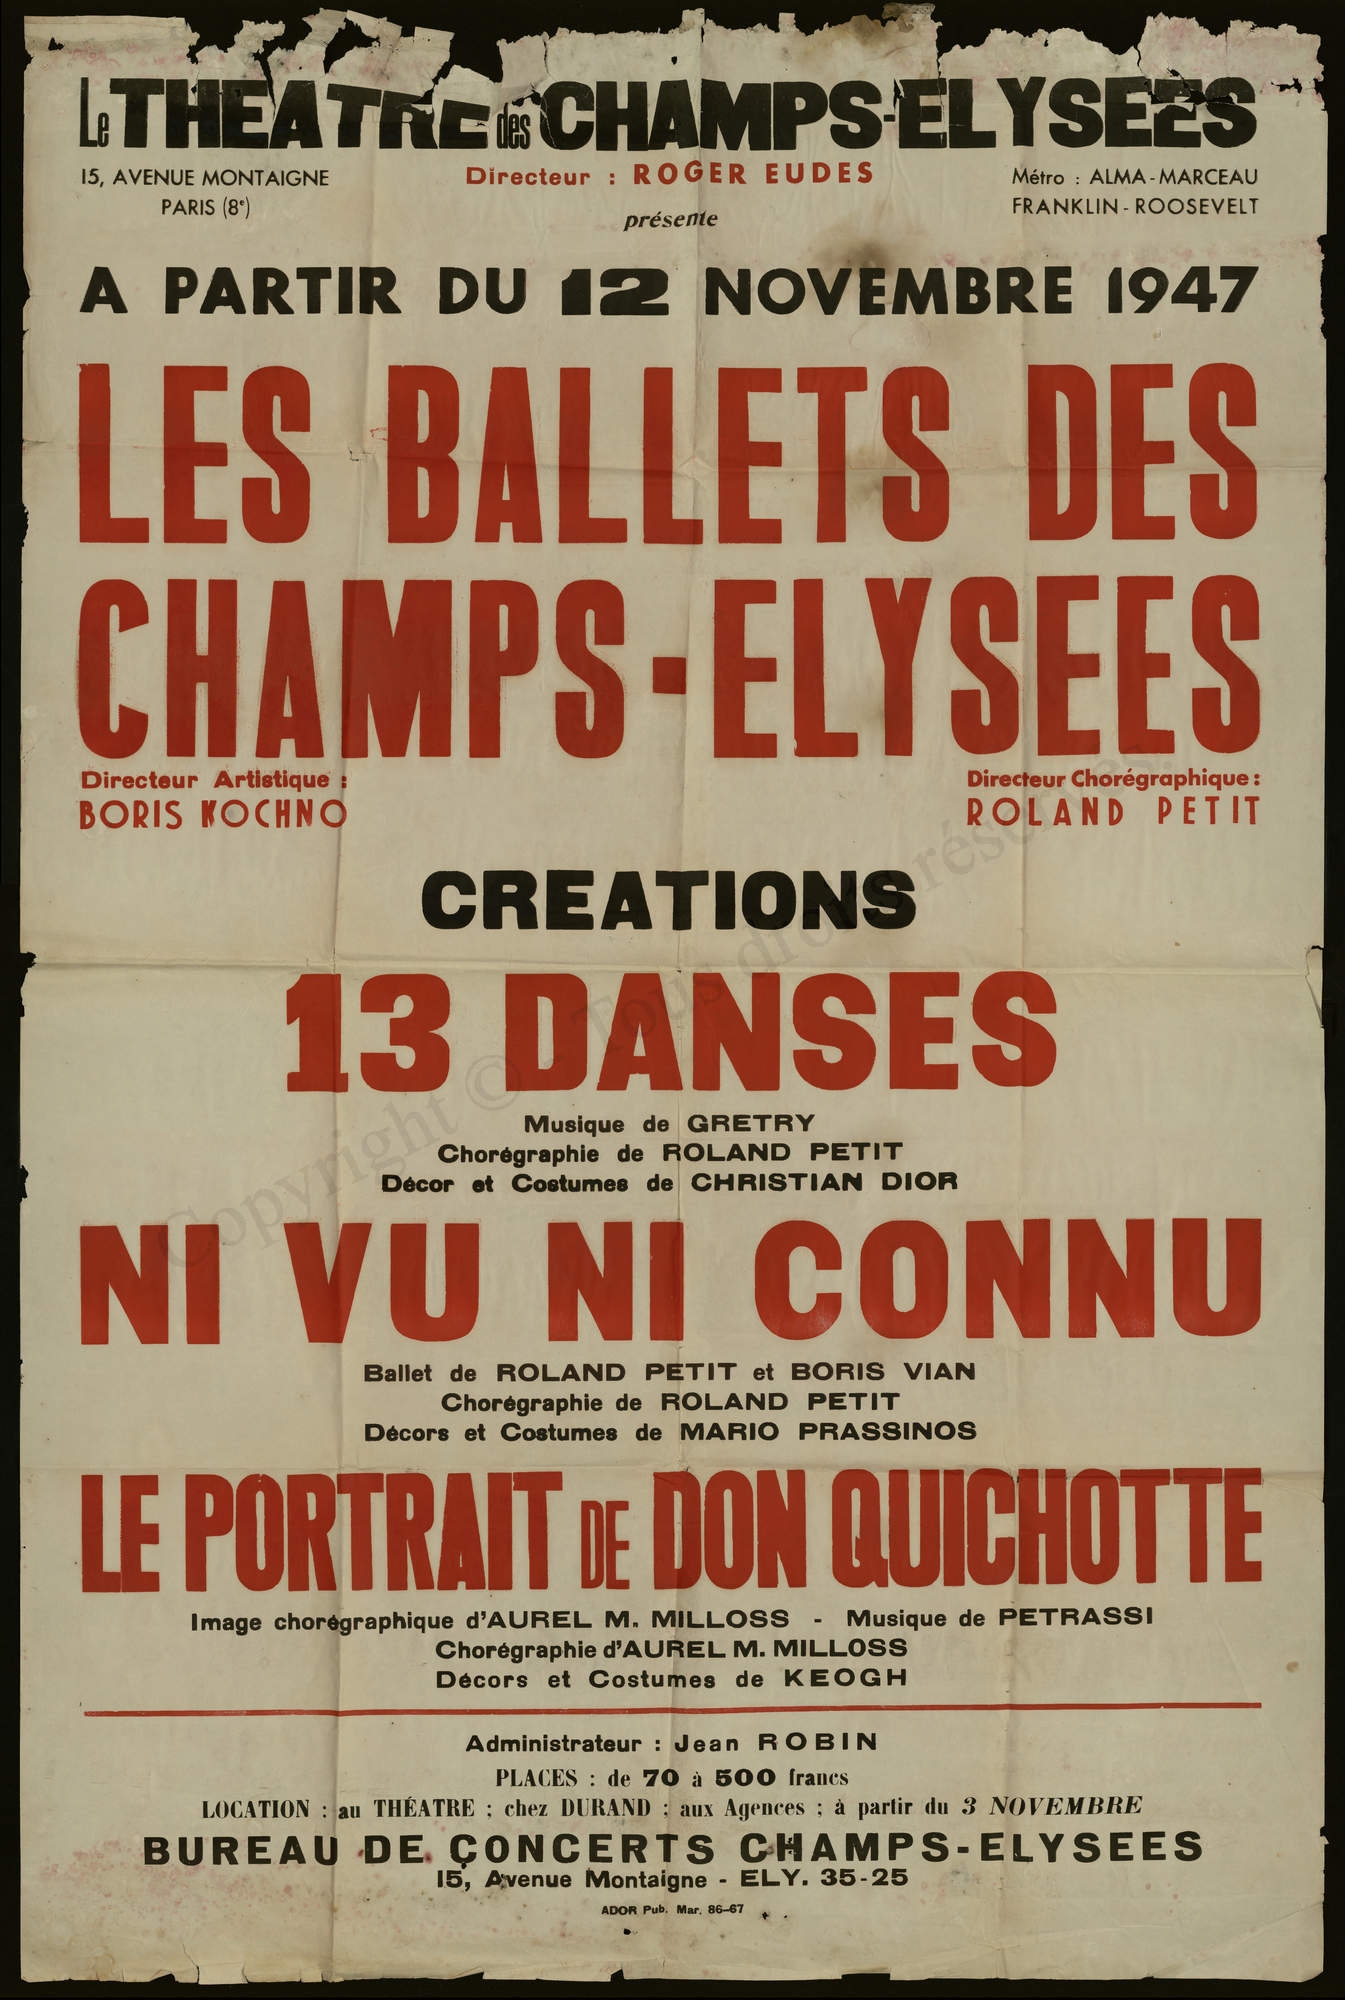 Le THEATRE des CHAMPS-ELYSEES
15, AVENUE MONTAIGNE
PARIS (8e)
Directeur : ROGER EUDES
Métro : ALMA-MARCEAU
FRANKLIN-ROOSEVELT
présente
A PARTIR DU 12 NOVEMBRE 1947
LES BALLETS DES
CHAMPS-ELYSEES
Directeur Artistique :
BORIS KOCHNO
Directeur Chorégraphique :
ROLAND PETIT
CREATIONS
13 DANSES
Musique de GRETRY
Chorégraphie de ROLAND PETIT
Décor et Costumes de CHRISTIAN DIOR
NI VU NI CONNU
Ballet de ROLAND PETIT et BORIS VIAN
Chorégraphie de ROLAND PETIT
Décors et Costumes de MARIO PRASSINOS
LE PORTRAIT DE DON QUICHOTTE
Image chorégraphique d'AUREL M. MILLOSS - Musique de PETRASSI
Chorégraphie d'AUREL M. MILLOSS
Décors et Costumes de KEOGH
Administrateur : Jean ROBIN
PLACES : de 70 à 500 francs
LOCATION : au THÉATRE ; chez DURAND ; aux Agences ; à partir du 3 NOVEMBRE
BUREAU DE CONCERTS CHAMPS-ELYSEES
15, Avenue Montaigne - ELY. 35-25
ADOR Pub. Mar. 86-67
Copyright © - Tous droits réservés.